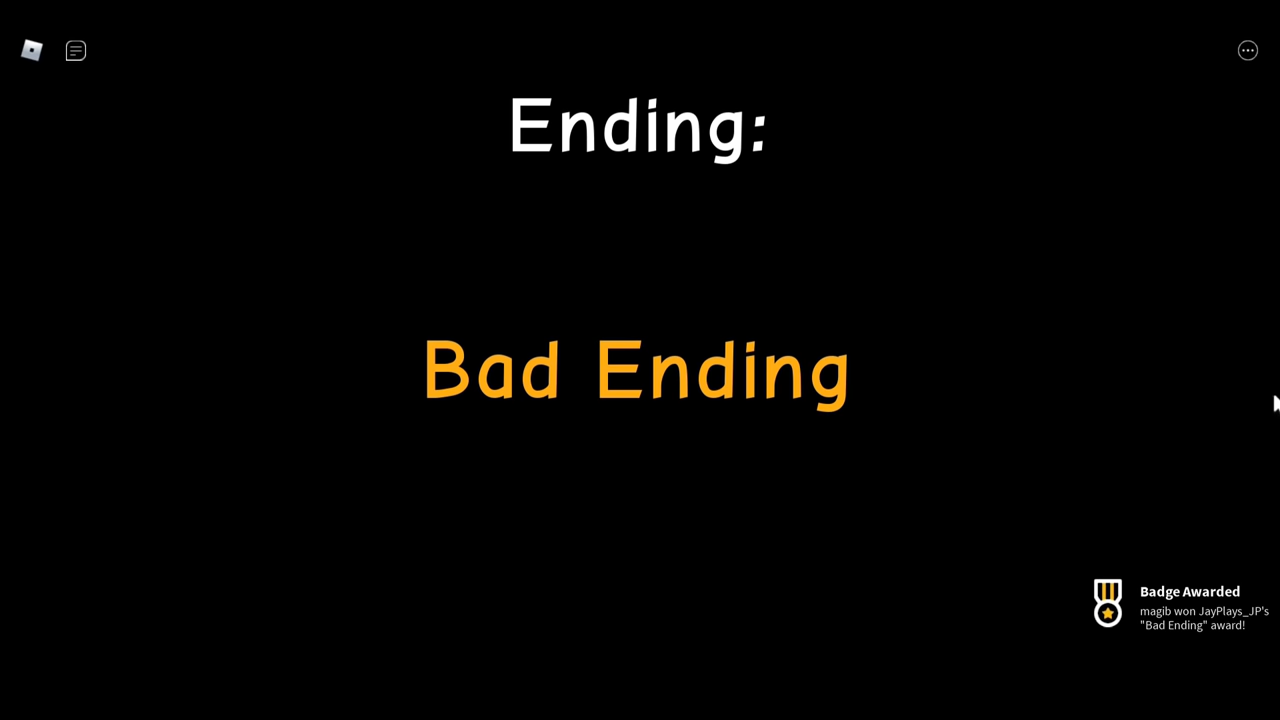 Ending:
Bad Ending
Badge Awarded
magib won JayPlays_JP's
"Bad Ending" award!